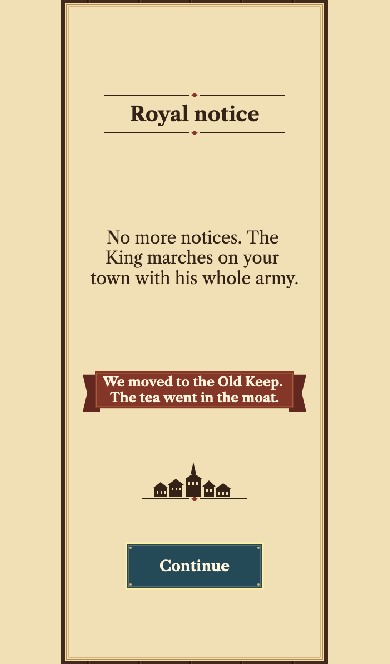 Royal notice
No more notices. The
King marches on your
town with his whole army.
We moved to the Old Keep.
The tea went in the moat.
Continue